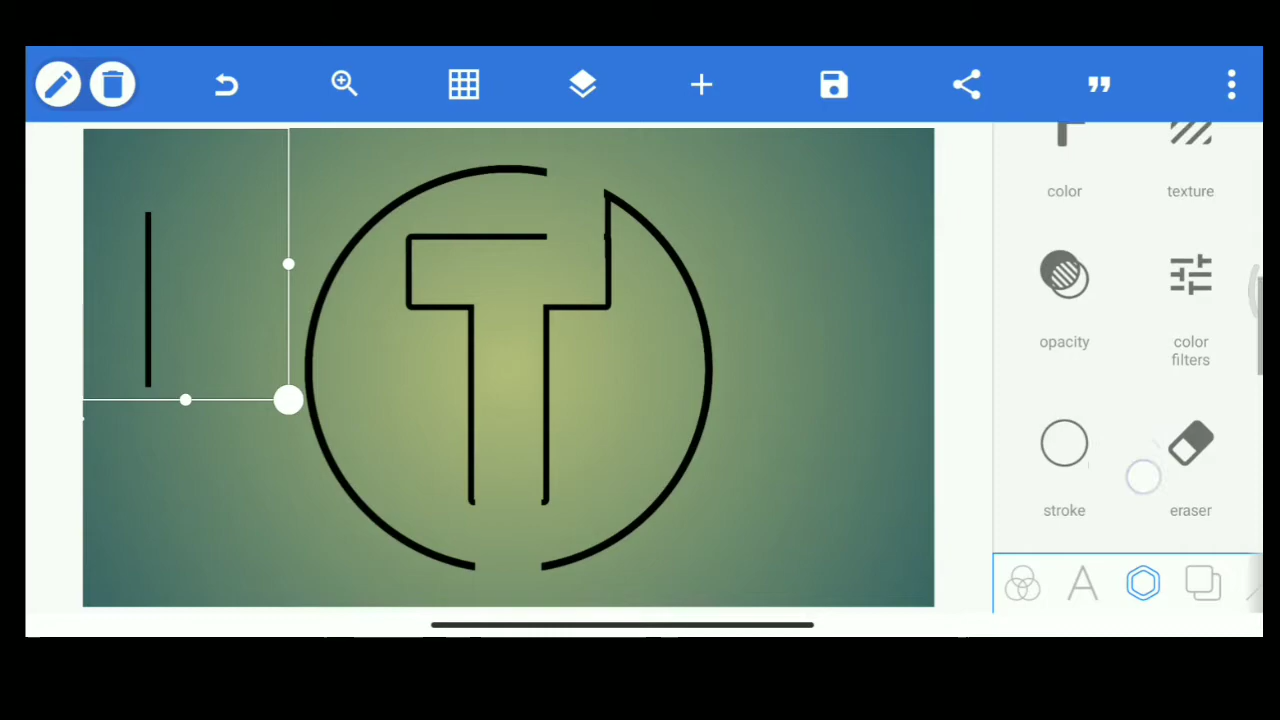 T
color
texture
opacity
color
filters
stroke
eraser